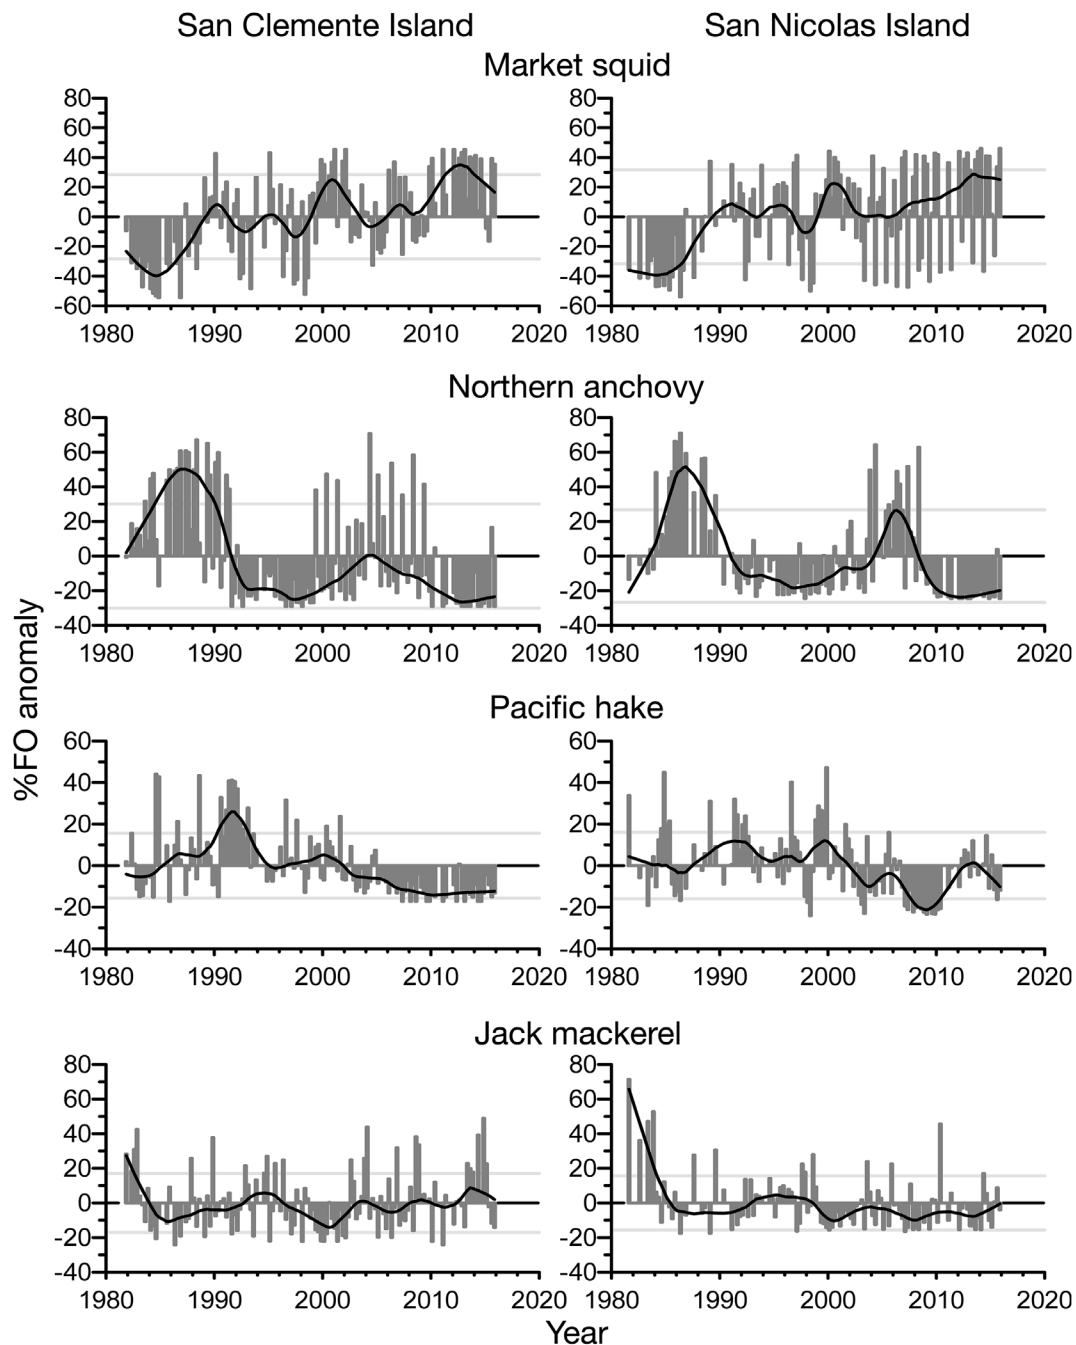 San Clemente Island San Nicolas Island
Market squid
80 80
60 60
40 40
20 20
0 0
-20 -20
-40 -40
-60 -60
1980 1990 2000 2010 2020 1980 1990 2000 2010 2020
Northern anchovy
80 80
60 60
40 40
20 20
0 0
-20 -20
-40 -40
1980 1990 2000 2010 2020 1980 1990 2000 2010 2020
%FO anomaly
Pacific hake
60 60
40 40
20 20
0 0
-20 -20
-40 -40
1980 1990 2000 2010 2020 1980 1990 2000 2010 2020
Jack mackerel
80 80
60 60
40 40
20 20
0 0
-20 -20
-40 -40
1980 1990 2000 2010 2020 1980 1990 2000 2010 2020
Year